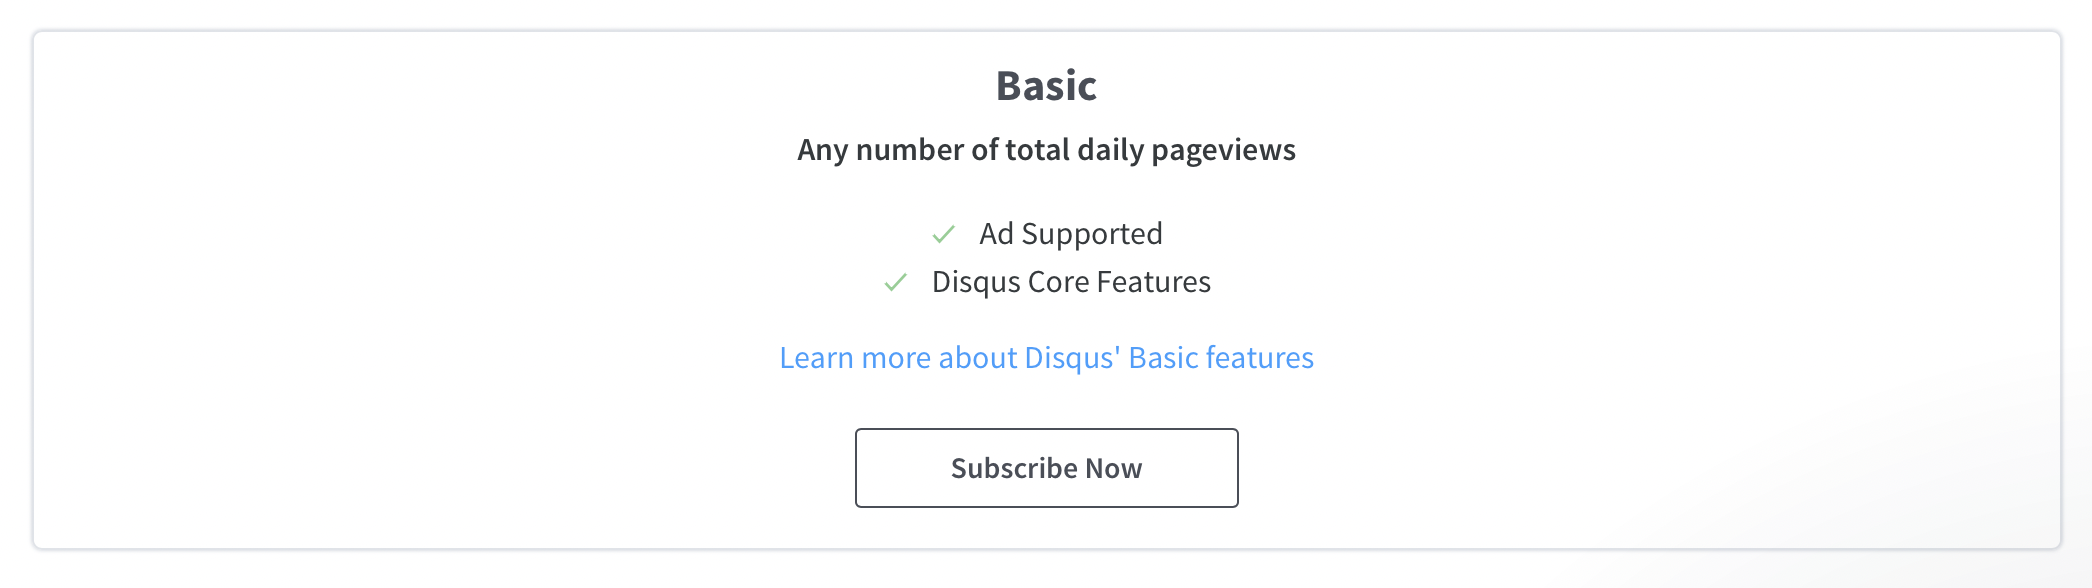 Basic
Any number of total daily pageviews
Ad Supported
Disqus Core Features
Learn more about Disqus' Basic features
Subscribe Now